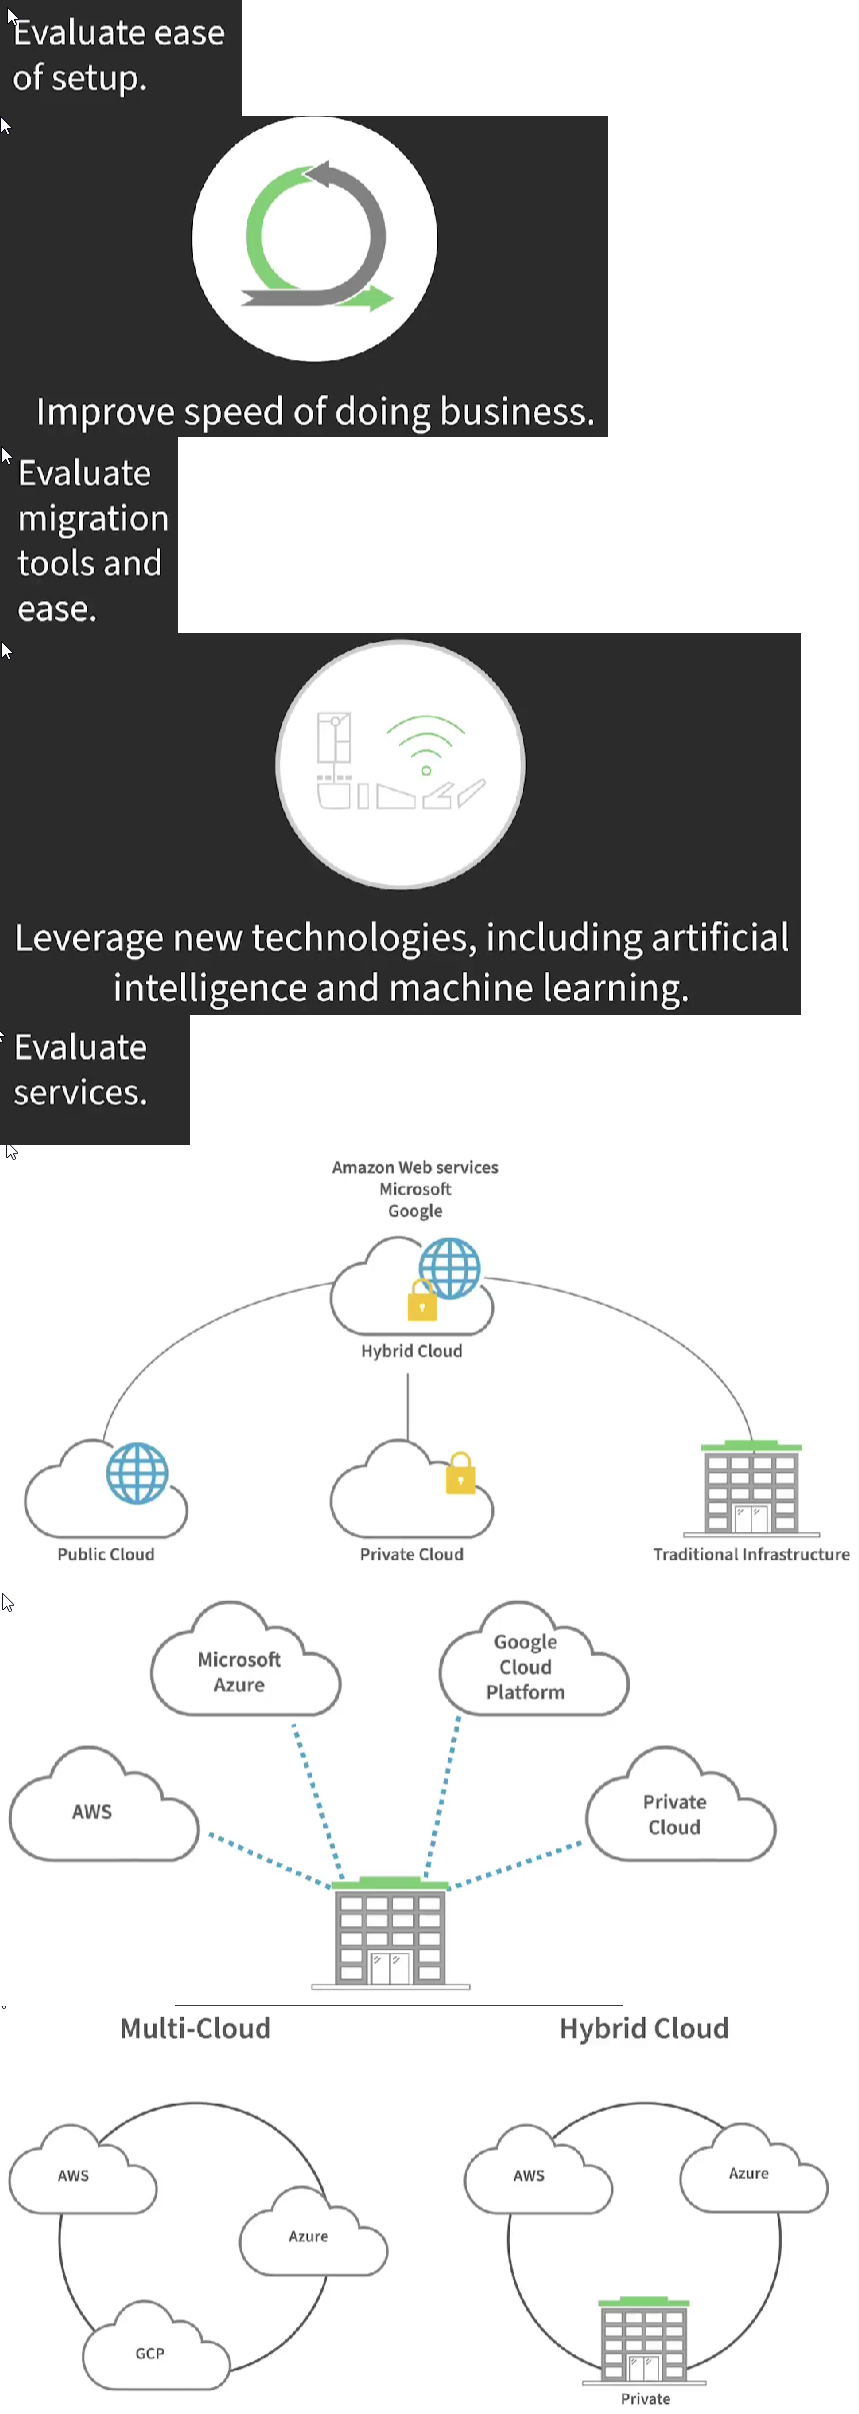 Evaluate ease
of setup.
Improve speed of doing business.
Evaluate
migration
tools and
ease.
Leverage new technologies, including artificial
intelligence and machine learning.
Evaluate
services.
Amazon Web services
Microsoft
Google
Hybrid Cloud
Public Cloud
Private Cloud
Traditional Infrastructure
Microsoft
Azure
Google
Cloud
Platform
AWS
Private
Cloud
Multi-Cloud
Hybrid Cloud
AWS
Azure
GCP
AWS
Azure
Private